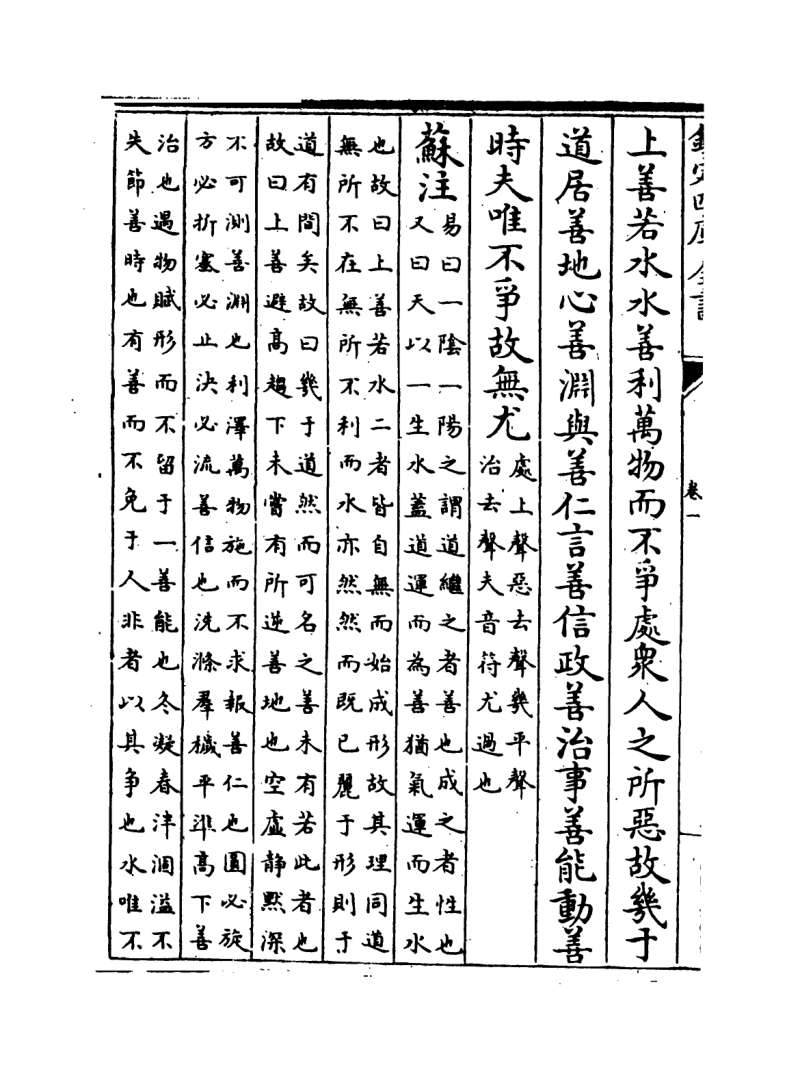 欽定四庫全書
卷一
上善若水水善利萬物而不爭處衆人之所惡故幾于
道居善地心善淵與善仁言善信政善治事善能動善
時夫唯不爭故無尤
處上聲惡去聲幾平聲
治去聲夫音符尤過也
蘇注
易曰一陰一陽之謂道繼之者善也成之者性也
又曰天以一生水蓋道運而為善猶氣運而生水
也故曰上善若水二者皆自無而始成形故其理同道
無所不在無所不利而水亦然然而既已麗于形則于
道有間矣故曰幾于道然而可名之善未有若此者也
故曰上善避高趨下未嘗有所逆善地也空虛静黙深
不可測善淵也利澤萬物施而不求報善仁也圓必旋
方必折塞必止決必流善信也洗滌羣穢平準高下善
治也遇物賦形而不留于一善能也冬凝春泮涸溢不
失節善時也有善而不免于人非者以其争也水唯不